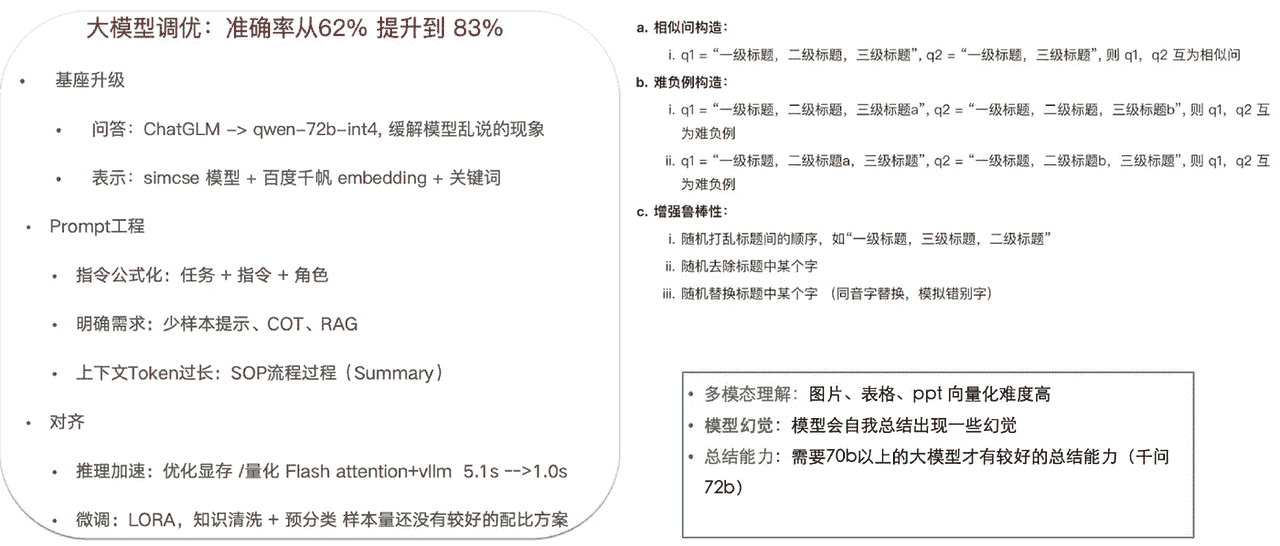 大模型调优：准确率从62% 提升到 83%
• 基座升级
• 问答：ChatGLM -> qwen-72b-int4, 缓解模型乱说的现象
• 表示：simcse 模型 + 百度千帆 embedding + 关键词
• Prompt工程
• 指令公式化：任务 + 指令 + 角色
• 明确需求：少样本提示、COT、RAG
• 上下文Token过长：SOP流程过程（Summary）
• 对齐
• 推理加速：优化显存 /量化 Flash attention+vllm 5.1s -->1.0s
• 微调：LORA，知识清洗 + 预分类 样本量还没有较好的配比方案
a. 相似问构造：
i. q1 = “一级标题，二级标题，三级标题”, q2 = “一级标题，三级标题”, 则 q1，q2 互为相似问
b. 难负例构造：
i. q1 = “一级标题，二级标题，三级标题a”，q2 = “一级标题，二级标题，三级标题b”，则 q1，q2 互
为难负例
ii. q1 = “一级标题，二级标题a，三级标题”，q2 = “一级标题，二级标题b，三级标题”，则 q1，q2 互
为难负例
c. 增强鲁棒性：
i. 随机打乱标题间的顺序，如“一级标题，三级标题，二级标题”
ii. 随机去除标题中某个字
iii. 随机替换标题中某个字 （同音字替换，模拟错别字）
• 多模态理解：图片、表格、ppt 向量化难度高
• 模型幻觉：模型会自我总结出现一些幻觉
• 总结能力：需要70b以上的大模型才有较好的总结能力（千问
72b）